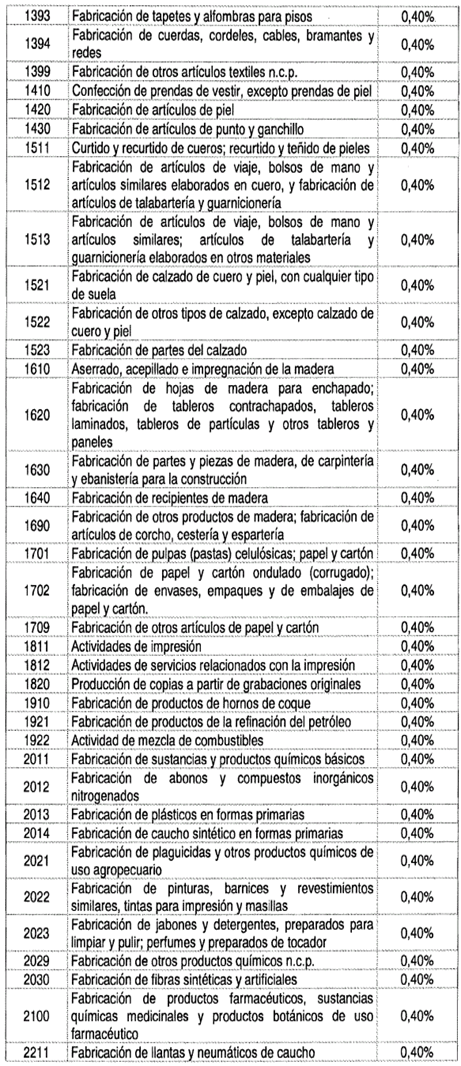 1393 Fabricación de tapetes y alfombras para pisos 0,40%
1394 Fabricación de cuerdas, cordeles, cables, bramantes y
redes 0,40%
1399 Fabricación de otros artículos textiles n.c.p. 0,40%
1410 Confección de prendas de vestir, excepto prendas de piel 0,40%
1420 Fabricación de artículos de piel 0,40%
1430 Fabricación de artículos de punto y ganchillo 0,40%
1511 Curtido y recurtido de cueros; recurtido y teñido de pieles 0,40%
Fabricación de artículos de viaje, bolsos de mano y
1512 artículos similares elaborados en cuero, y fabricación de 0,40%
artículos de talabartería y guarnicionería
Fabricación de artículos de viaje, bolsos de mano y
1513 artículos similares; artículos de talabartería y 0,40%
guarnicionería elaborados en otros materiales
1521 Fabricación de calzado de cuero y piel, con cualquier tipo
de suela 0,40%
1522 Fabricación de otros tipos de calzado, excepto calzado de
cuero y piel 0,40%
1523 Fabricación de partes del calzado 0,40%
1610 Aserrado, acepillado e impregnación de la madera 0,40%
Fabricación de hojas de madera para enchapado;
1620 fabricación de tableros contrachapados, tableros 0,40%
laminados, tableros de partículas y otros tableros y
paneles
1630 Fabricación de partes y piezas de madera, de carpintería
y ebanistería para la construcción 0,40%
1640 Fabricación de recipientes de madera 0,40%
1690 Fabricación de otros productos de madera; fabricación de
artículos de corcho, cestería y espartería 0,40%
1701 Fabricación de pulpas (pastas) celulósicas; papel y cartón 0,40%
Fabricación de papel y cartón ondulado (corrugado);
1702 fabricación de envases, empaques y de embalajes de 0,40%
papel y cartón.
1709 Fabricación de otros artículos de papel y cartón 0,40%
1811 Actividades de impresión 0,40%
1812 Actividades de servicios relacionados con la impresión 0,40%
1820 Producción de copias a partir de grabaciones originales 0,40%
1910 Fabricación de productos de hornos de coque 0,40%
1921 Fabricación de productos de la refinación del petróleo 0,40%
1922 Actividad de mezcla de combustibles 0,40%
2011 Fabricación de sustancias y productos químicos básicos 0,40%
2012 Fabricación de abonos y compuestos inorgánicos
nitrogenados 0,40%
2013 Fabricación de plásticos en formas primarias 0,40%
2014 Fabricación de caucho sintético en formas primarias 0,40%
2021 Fabricación de plaguicidas y otros productos químicos de
uso agropecuario 0,40%
2022 Fabricación de pinturas, barnices y revestimientos
similares, tintas para impresión y masillas 0,40%
2023 Fabricación de jabones y detergentes, preparados para
limpiar y pulir; perfumes y preparados de tocador 0,40%
2029 Fabricación de otros productos químicos n.c.p. 0,40%
2030 Fabricación de fibras sintéticas y artificiales 0,40%
Fabricación de productos farmacéuticos, sustancias
2100 químicas medicinales y productos botánicos de uso 0,40%
farmacéutico
2211 Fabricación de llantas y neumáticos de caucho 0,40%